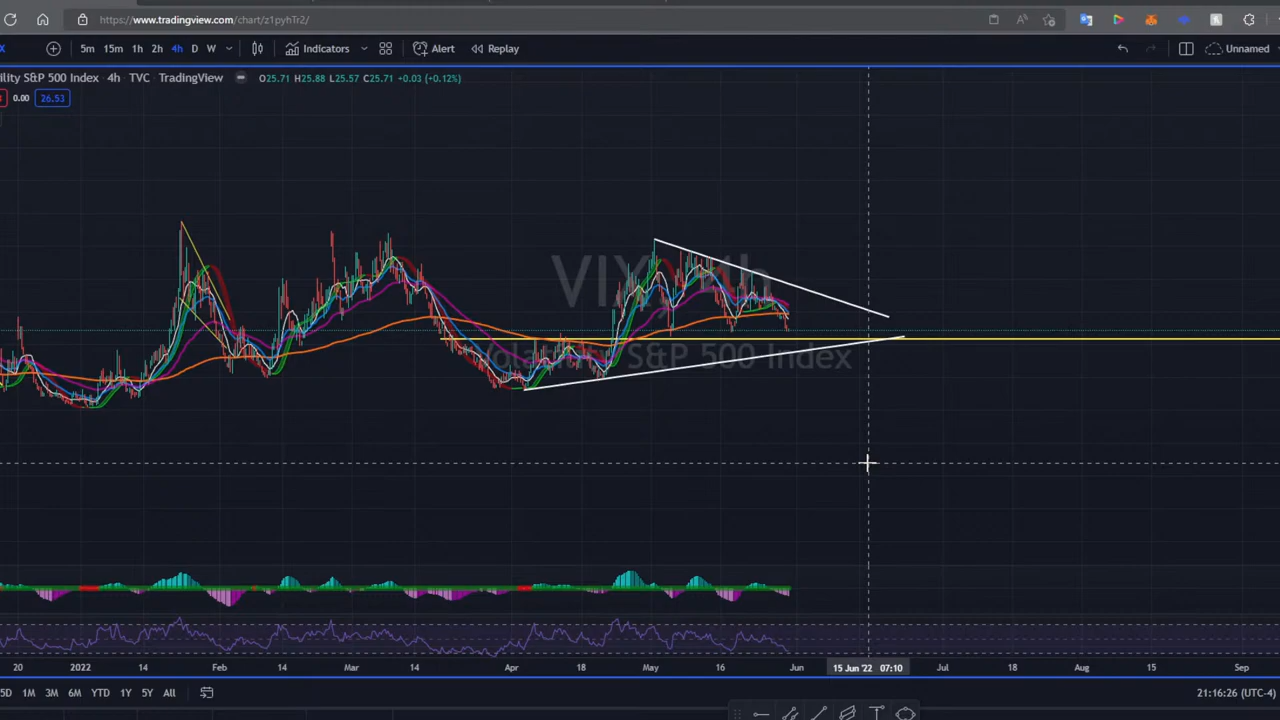 https://www.tradingview.com/chart/z1pyhTr2/
X 5m 15m 1h 2h 4h D W Indicators Alert Replay Unnamed
ility S&P 500 Index · 4h · TVC · TradingView O25.71 H25.88 L25.57 C25.71 +0.03 (+0.12%)
0.00 26.53
VIX, 4h
Volatility S&P 500 Index
20 2022 14 Feb 14 Mar 14 Apr 18 May 16 Jun 15 Jun '22 07:10 Jul 18 Aug 15 Sep
5D 1M 3M 6M YTD 1Y 5Y All 21:16:26 (UTC-4)